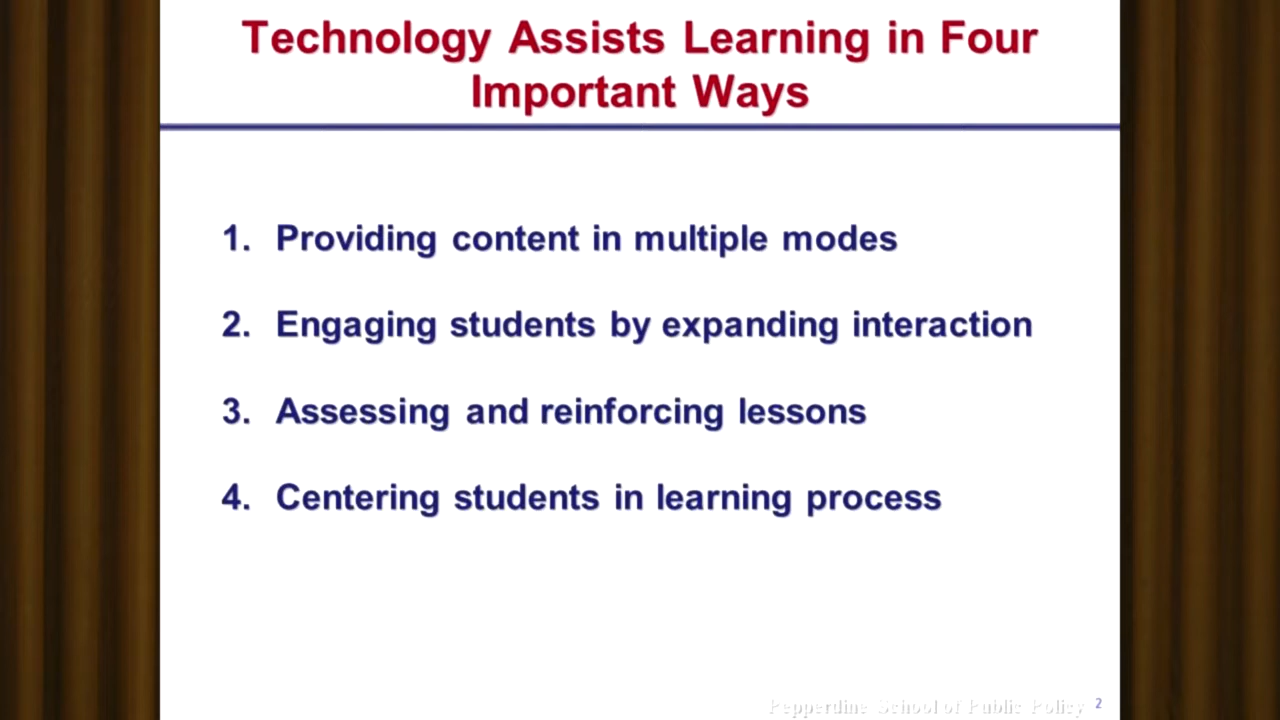 Technology Assists Learning in Four
Important Ways
1. Providing content in multiple modes
2. Engaging students by expanding interaction
3. Assessing and reinforcing lessons
4. Centering students in learning process
Pepperdine School of Public Policy 2